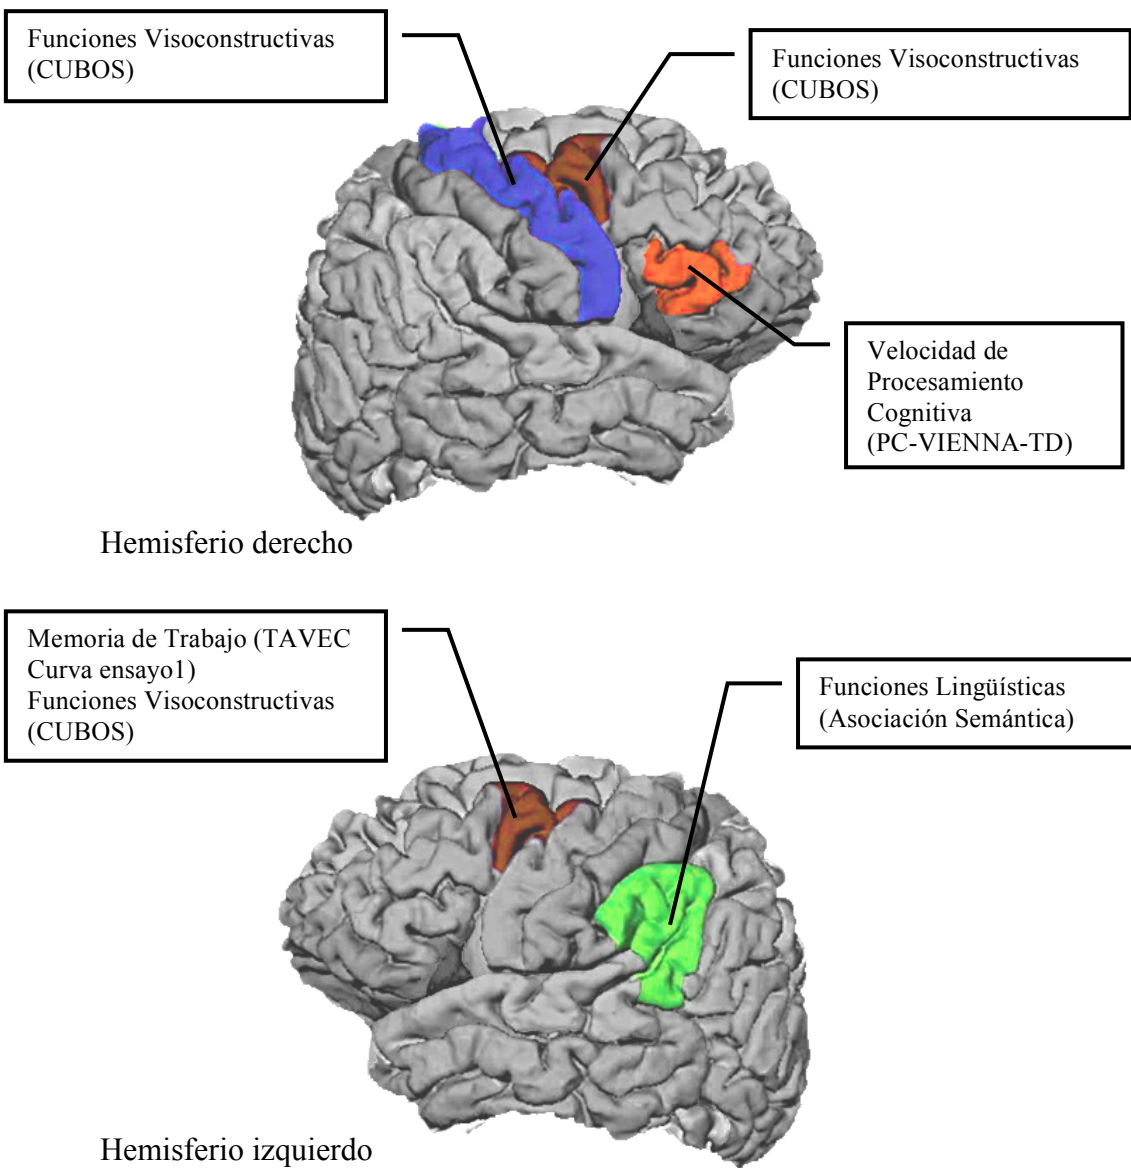 Funciones Visoconstructivas
(CUBOS)
Funciones Visoconstructivas
(CUBOS)
Velocidad de
Procesamiento
Cognitiva
(PC-VIENNA-TD)
Hemisferio derecho
Memoria de Trabajo (TAVEC
Curva ensayo1)
Funciones Visoconstructivas
(CUBOS)
Funciones Lingüísticas
(Asociación Semántica)
Hemisferio izquierdo